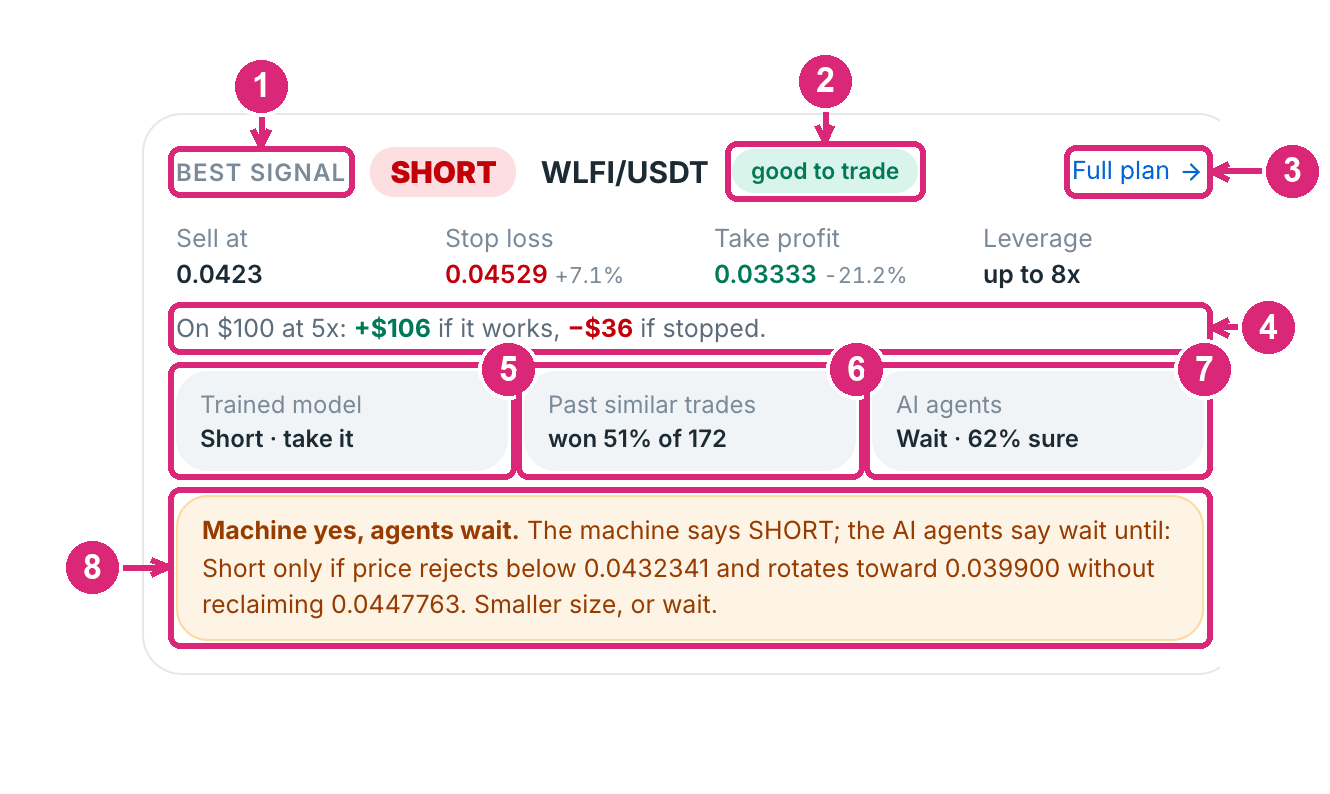 1
2
BEST SIGNAL SHORT WLFI/USDT good to trade Full plan →
3
Sell at Stop loss Take profit Leverage
0.0423 0.04529 +7.1% 0.03333 -21.2% up to 8x
On $100 at 5x: +$106 if it works, −$36 if stopped.
4
5
6
7
Trained model Past similar trades AI agents
Short · take it won 51% of 172 Wait · 62% sure
8
Machine yes, agents wait. The machine says SHORT; the AI agents say wait until:
Short only if price rejects below 0.0432341 and rotates toward 0.039900 without
reclaiming 0.0447763. Smaller size, or wait.